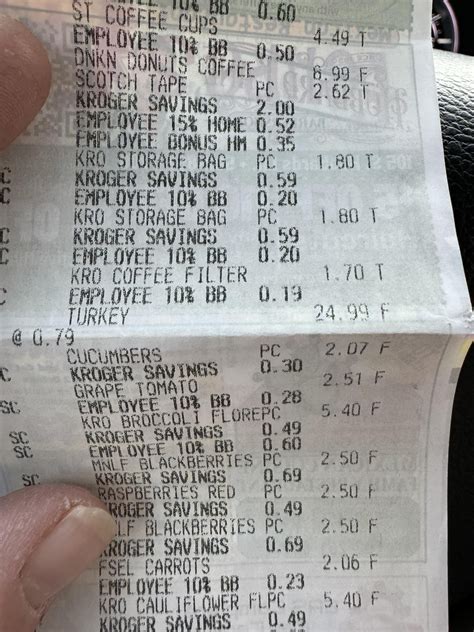 EE 10% BB 0.60
ST COFFEE CUPS 4.49 T
EMPLOYEE 10% BB 0.50
DNKN DONUTS COFFEE 6.99 F
SCOTCH TAPE PC 2.62 T
KROGER SAVINGS 2.00
EMPLOYEE 15% HOME 0.52
EMPLOYEE BONUS HM 0.35
KRO STORAGE BAG PC 1.80 T
SC KROGER SAVINGS 0.59
C EMPLOYEE 10% BB 0.20
KRO STORAGE BAG PC 1.80 T
C KROGER SAVINGS 0.59
C EMPLOYEE 10% BB 0.20
KRO COFFEE FILTER 1.70 T
C EMPLOYEE 10% BB 0.19
TURKEY 24.99 F
@ 0.79
CUCUMBERS PC 2.07 F
C KROGER SAVINGS 0.30
GRAPE TOMATO 2.51 F
SC EMPLOYEE 10% BB 0.28
KRO BROCCOLI FLOREPC 5.40 F
SC KROGER SAVINGS 0.49
SC EMPLOYEE 10% BB 0.60
MNLF BLACKBERRIES PC 2.50 F
SC KROGER SAVINGS 0.69
RASPBERRIES RED PC 2.50 F
KROGER SAVINGS 0.49
MNLF BLACKBERRIES PC 2.50 F
KROGER SAVINGS 0.69
FSEL CARROTS 2.06 F
EMPLOYEE 10% BB 0.23
KRO CAULIFLOWER FLPC 5.40 F
KROGER SAVINGS 0.49